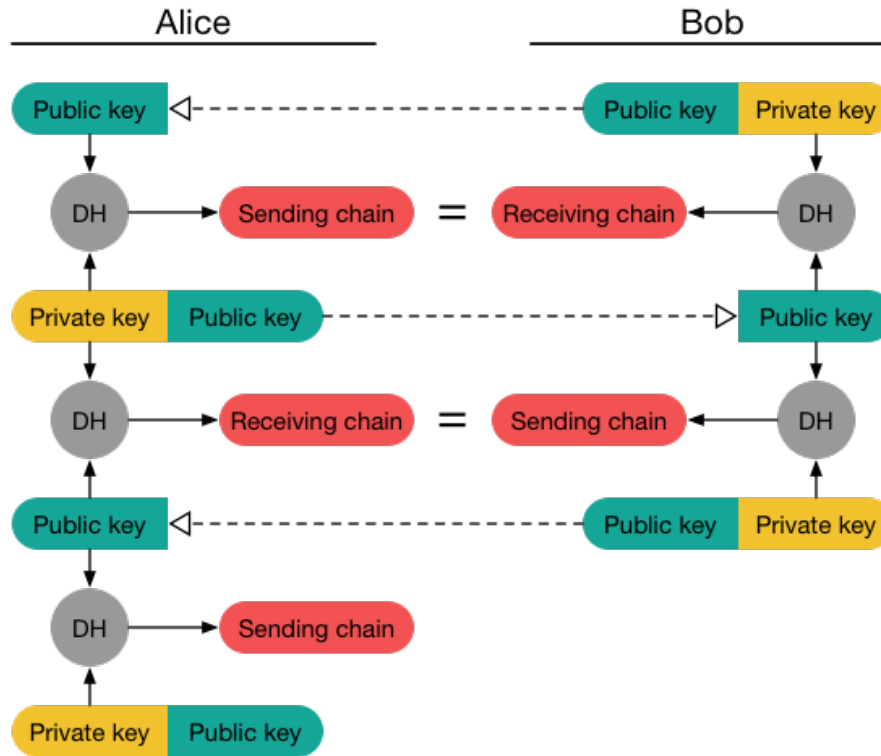 Alice Bob
Public key Public key Private key
DH Sending chain = Receiving chain DH
Private key Public key Public key
DH Receiving chain = Sending chain DH
Public key Public key Private key
DH Sending chain
Private key Public key